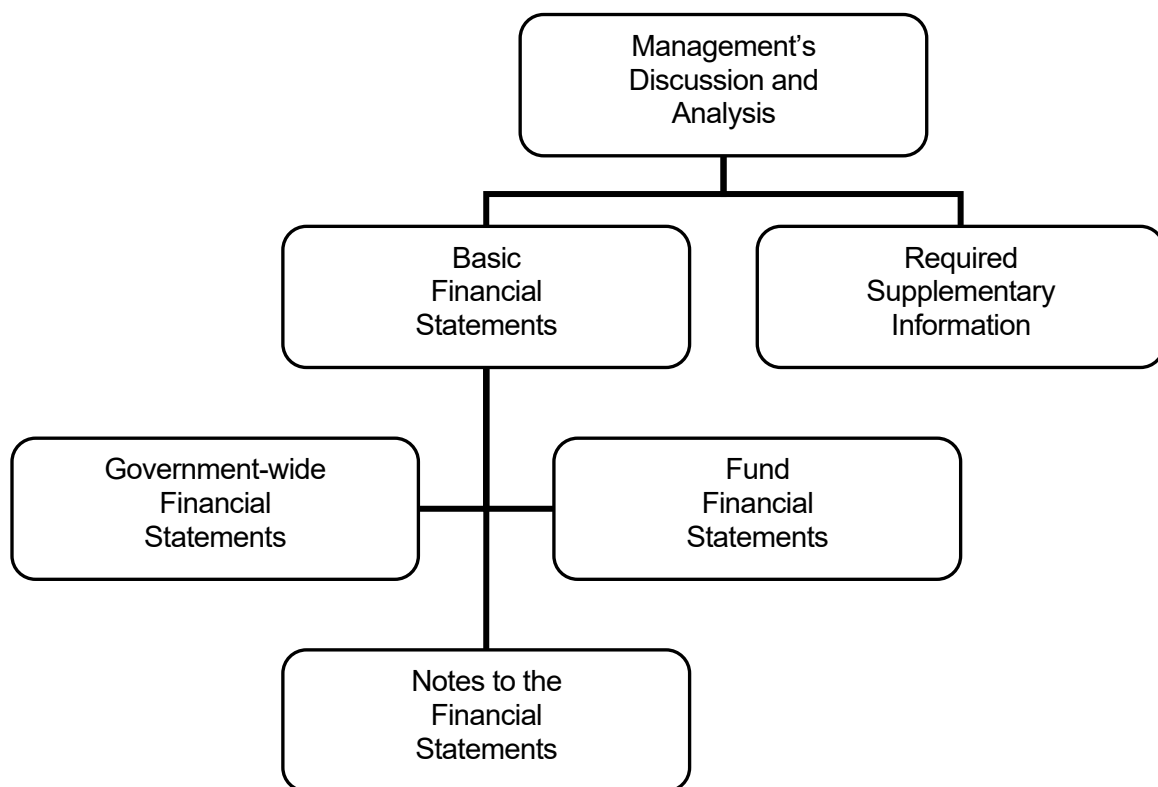 Management’s
Discussion and
Analysis
Basic
Financial
Statements
Required
Supplementary
Information
Government-wide
Financial
Statements
Fund
Financial
Statements
Notes to the
Financial
Statements